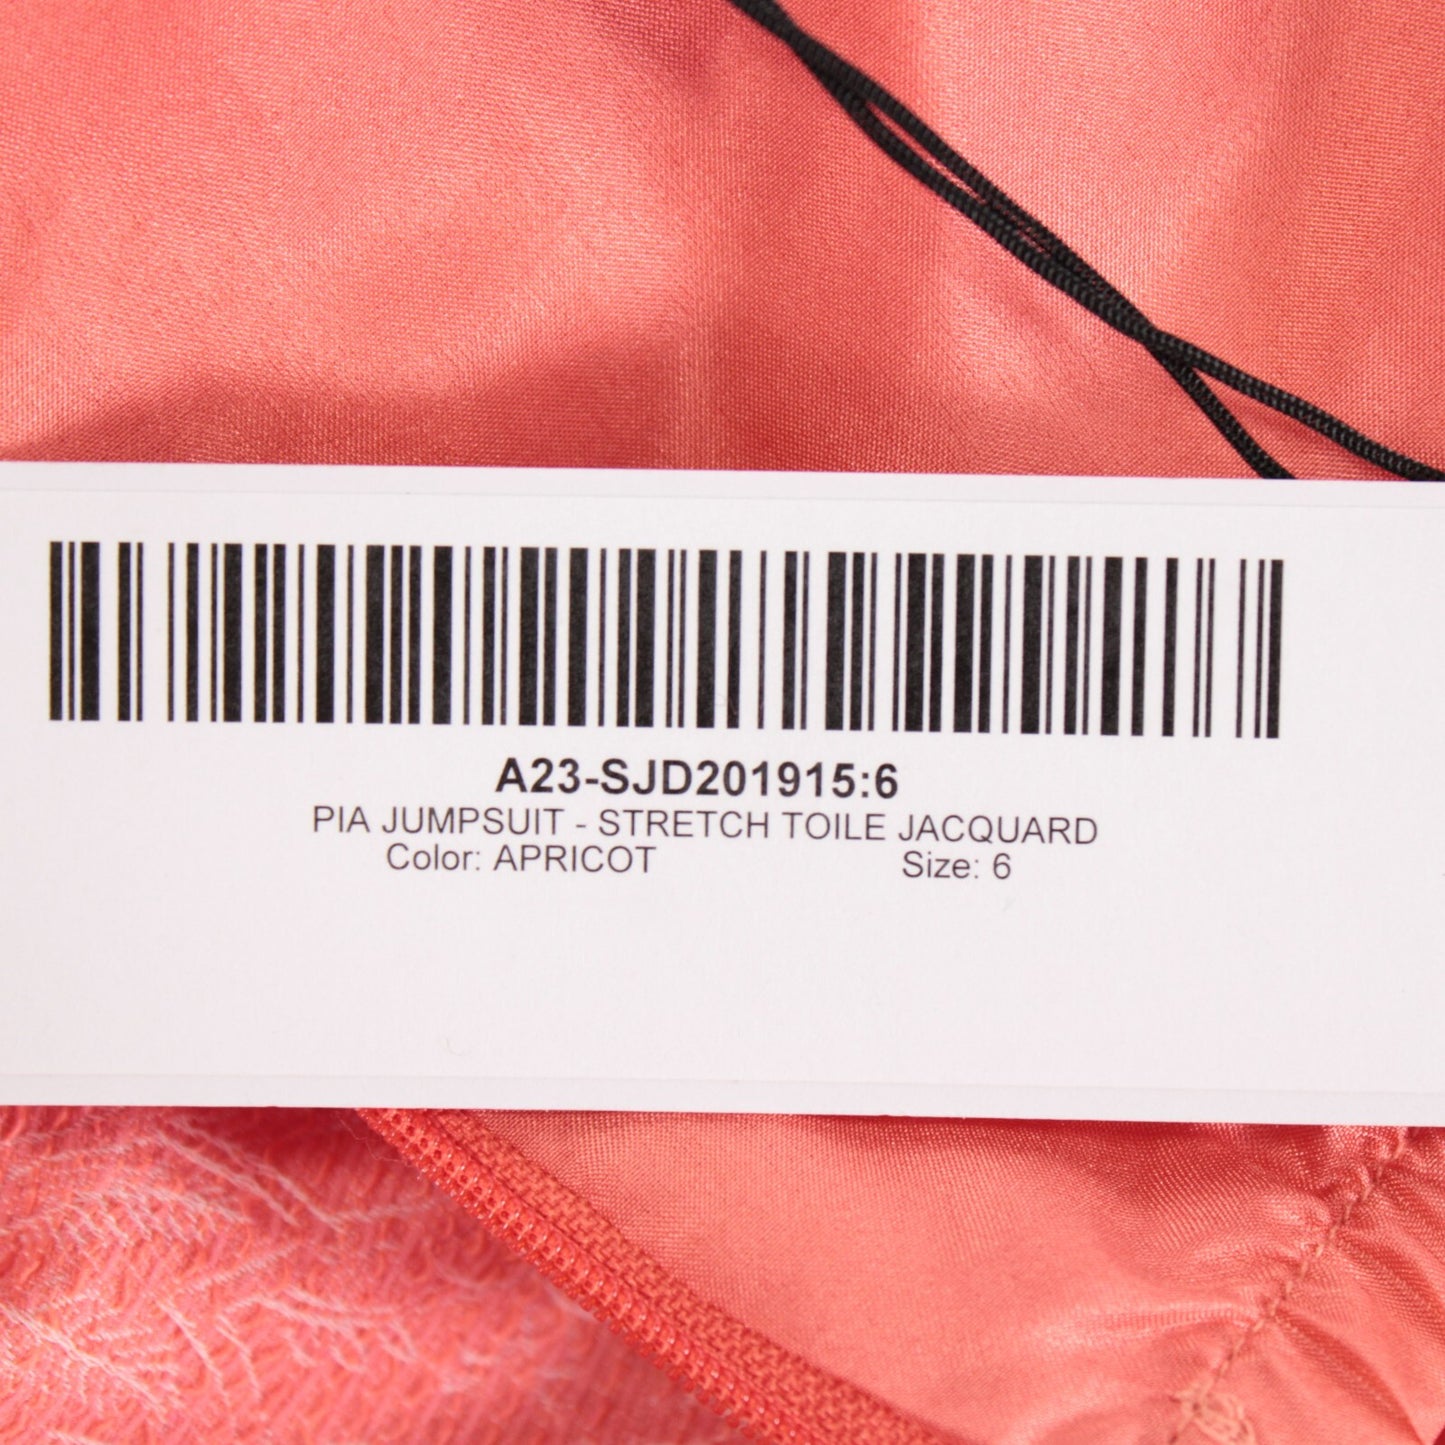 A23-SJD201915:6
PIA JUMPSUIT - STRETCH TOILE JACQUARD
Color: APRICOT Size: 6